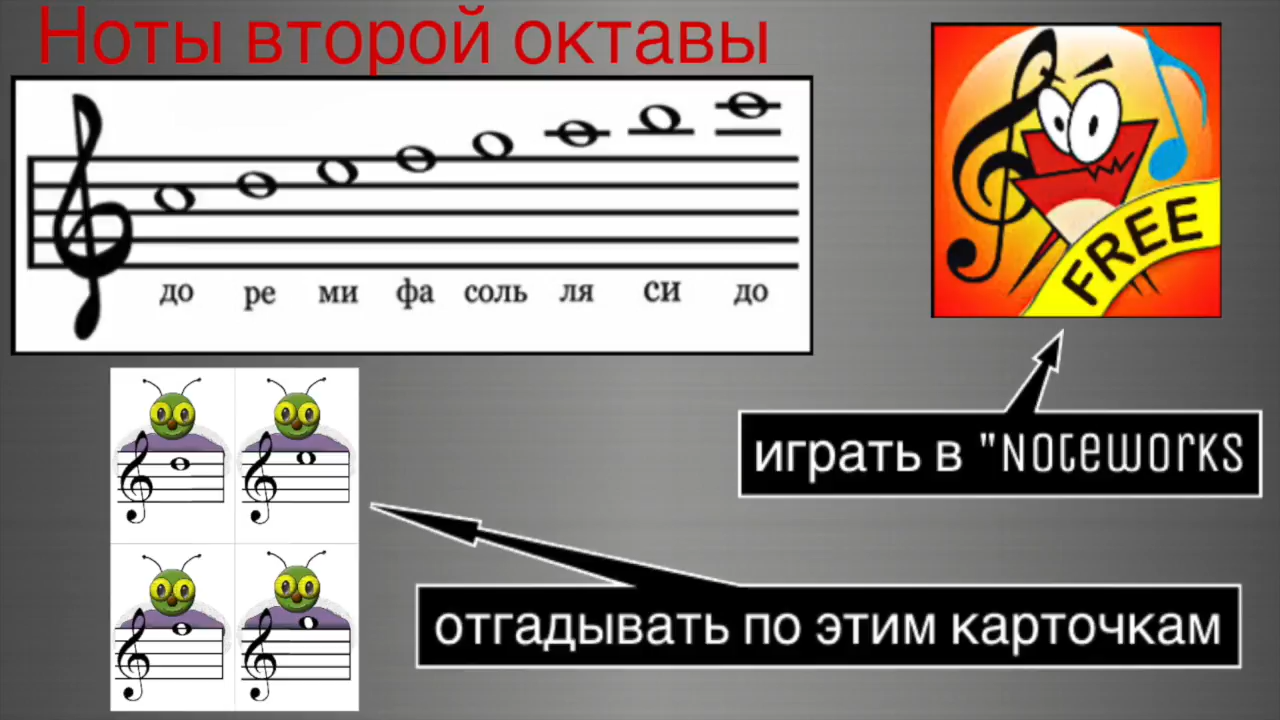 Ноты второй октавы
до ре ми фа соль ля си до
FREE
играть в "Noteworks
отгадывать по этим карточкам